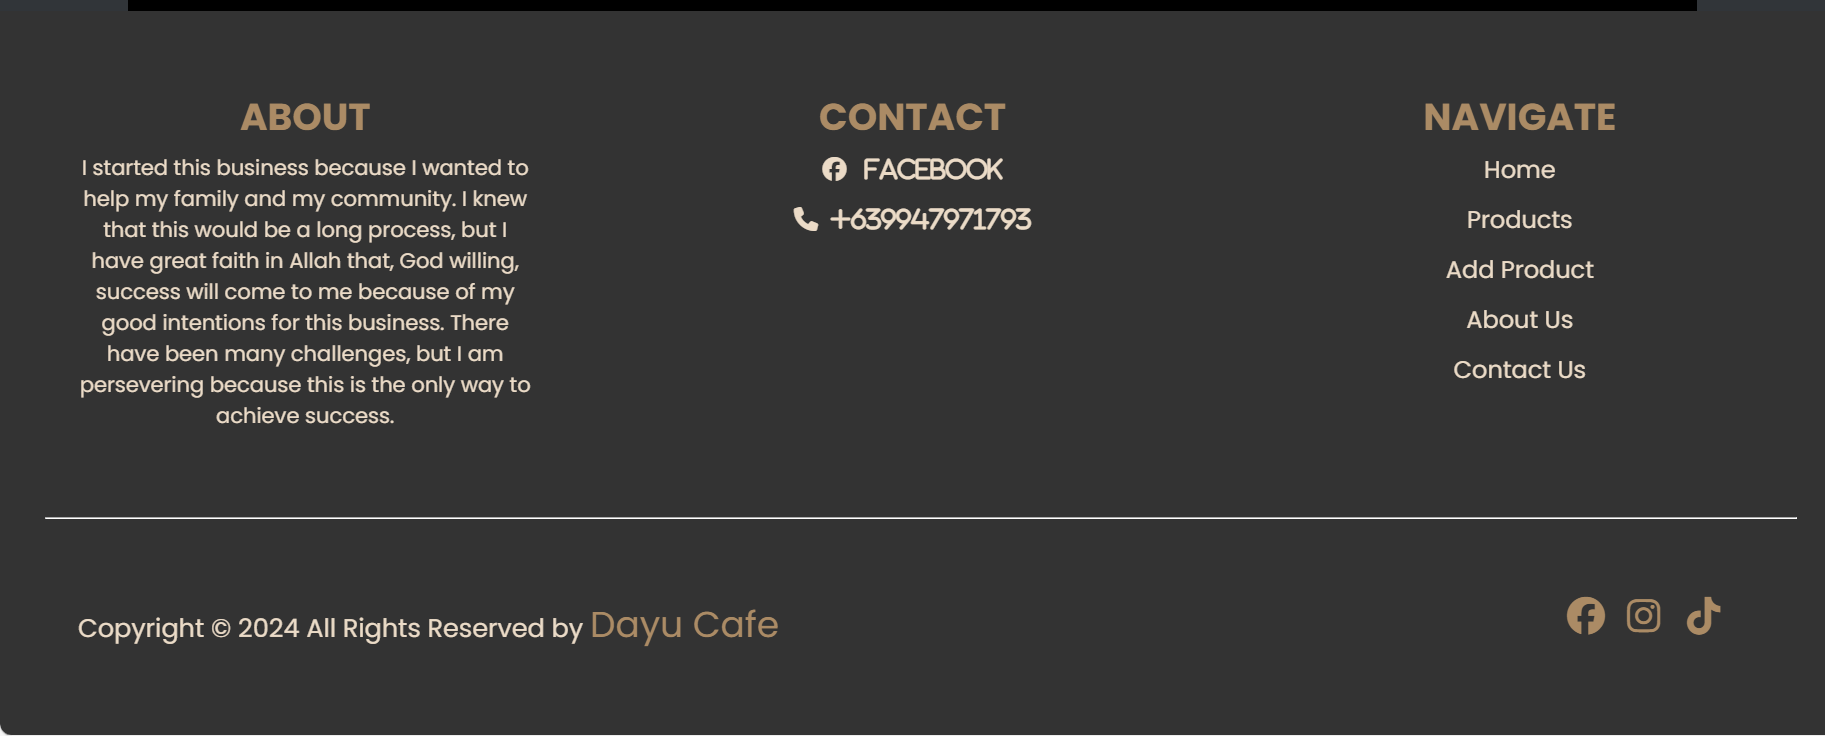 ABOUT
I started this business because I wanted to
help my family and my community. I knew
that this would be a long process, but I
have great faith in Allah that, God willing,
success will come to me because of my
good intentions for this business. There
have been many challenges, but I am
persevering because this is the only way to
achieve success.
CONTACT
FACEBOOK
+639947971793
NAVIGATE
Home
Products
Add Product
About Us
Contact Us
Copyright © 2024 All Rights Reserved by Dayu Cafe